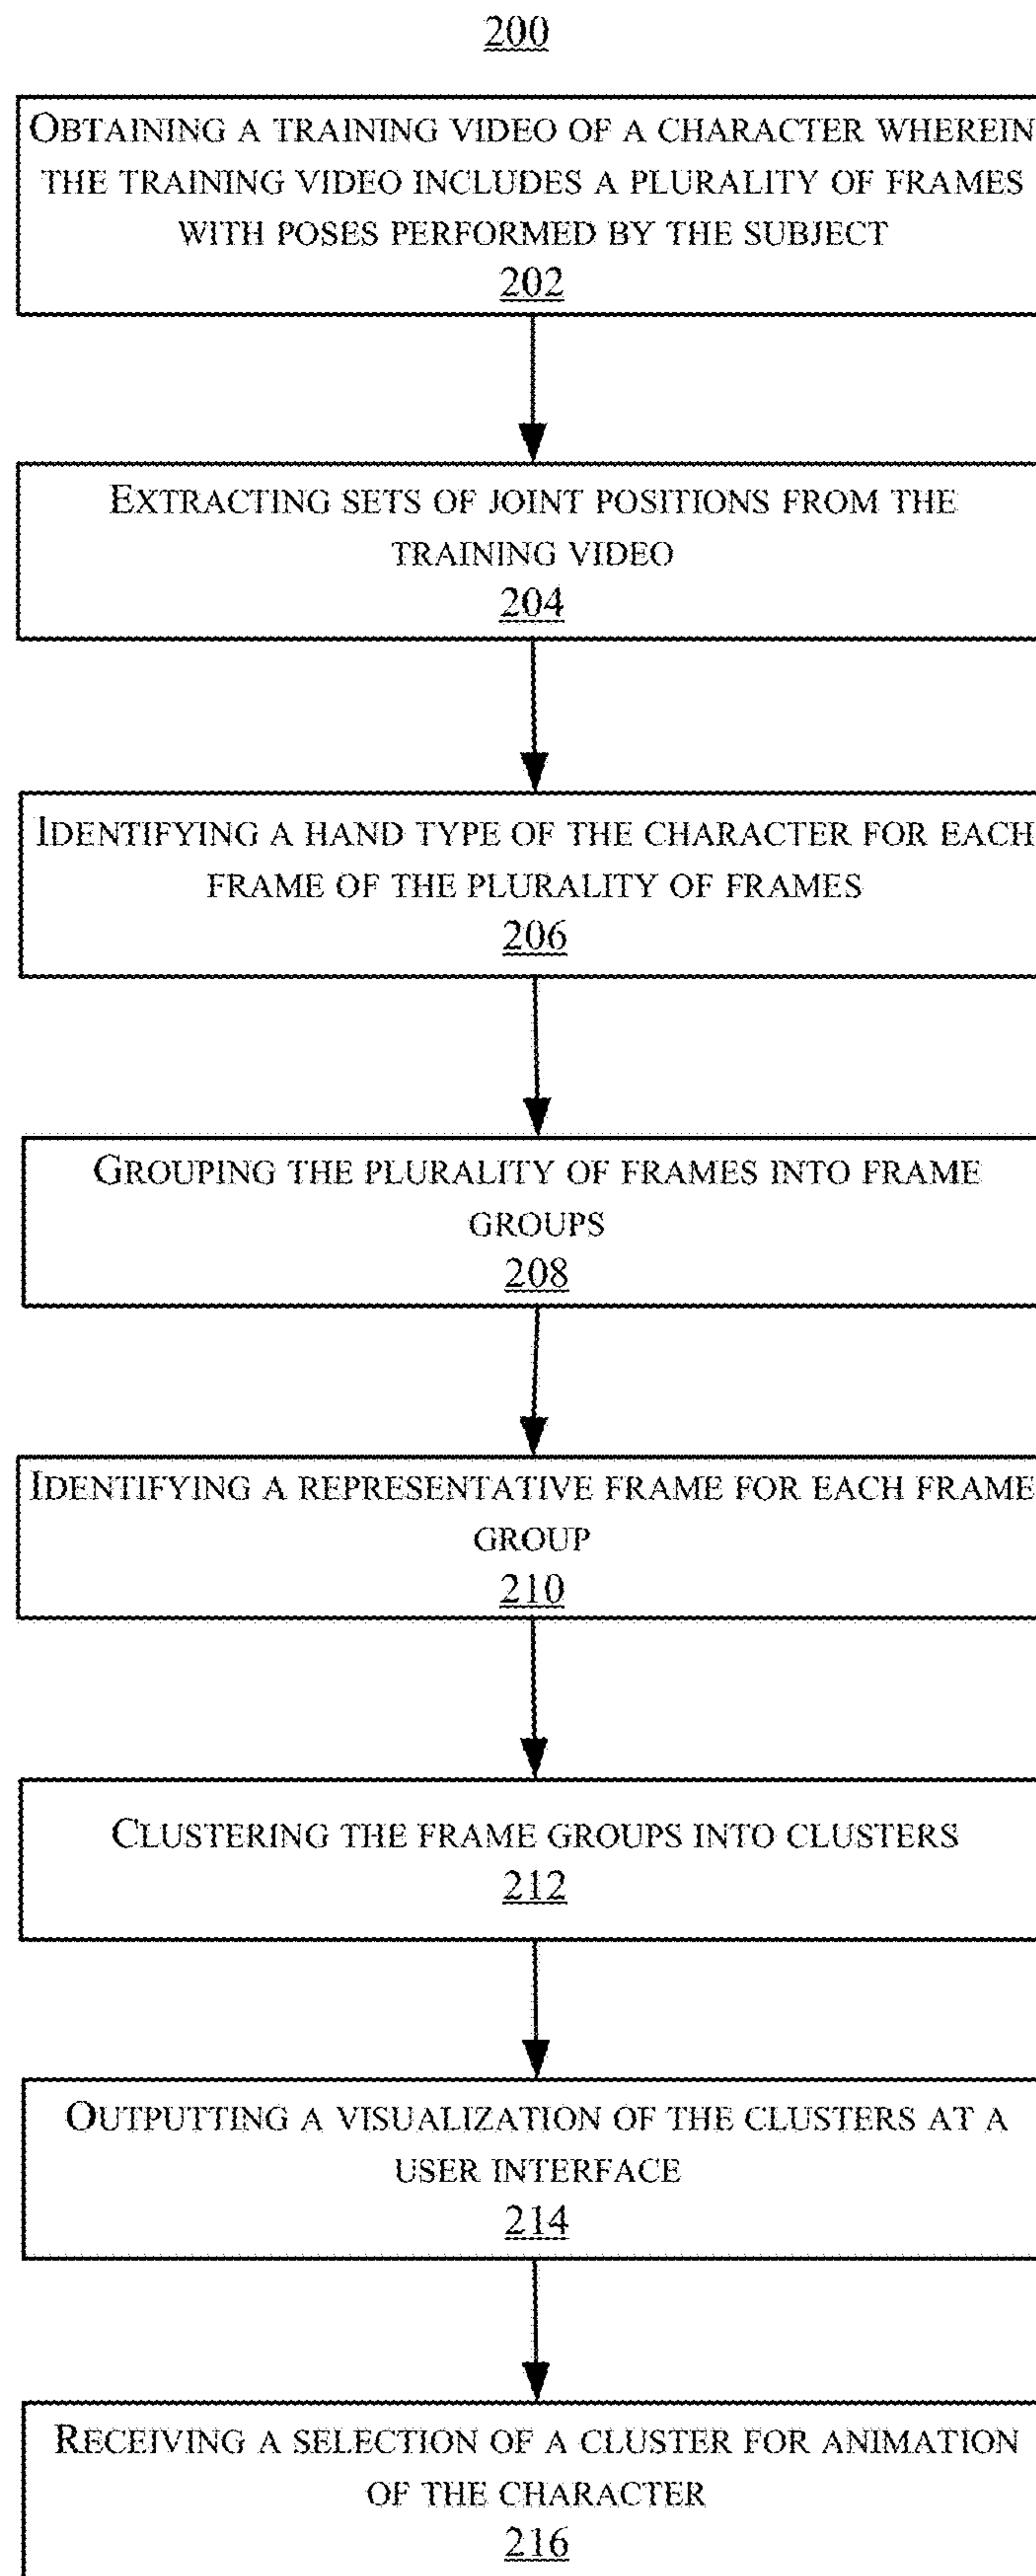 200
OBTAINING A TRAINING VIDEO OF A CHARACTER WHEREIN
THE TRAINING VIDEO INCLUDES A PLURALITY OF FRAMES
WITH POSES PERFORMED BY THE SUBJECT
202
EXTRACTING SETS OF JOINT POSITIONS FROM THE
TRAINING VIDEO
204
IDENTIFYING A HAND TYPE OF THE CHARACTER FOR EACH
FRAME OF THE PLURALITY OF FRAMES
206
GROUPING THE PLURALITY OF FRAMES INTO FRAME
GROUPS
208
IDENTIFYING A REPRESENTATIVE FRAME FOR EACH FRAME
GROUP
210
CLUSTERING THE FRAME GROUPS INTO CLUSTERS
212
OUTPUTTING A VISUALIZATION OF THE CLUSTERS AT A
USER INTERFACE
214
RECEIVING A SELECTION OF A CLUSTER FOR ANIMATION
OF THE CHARACTER
216